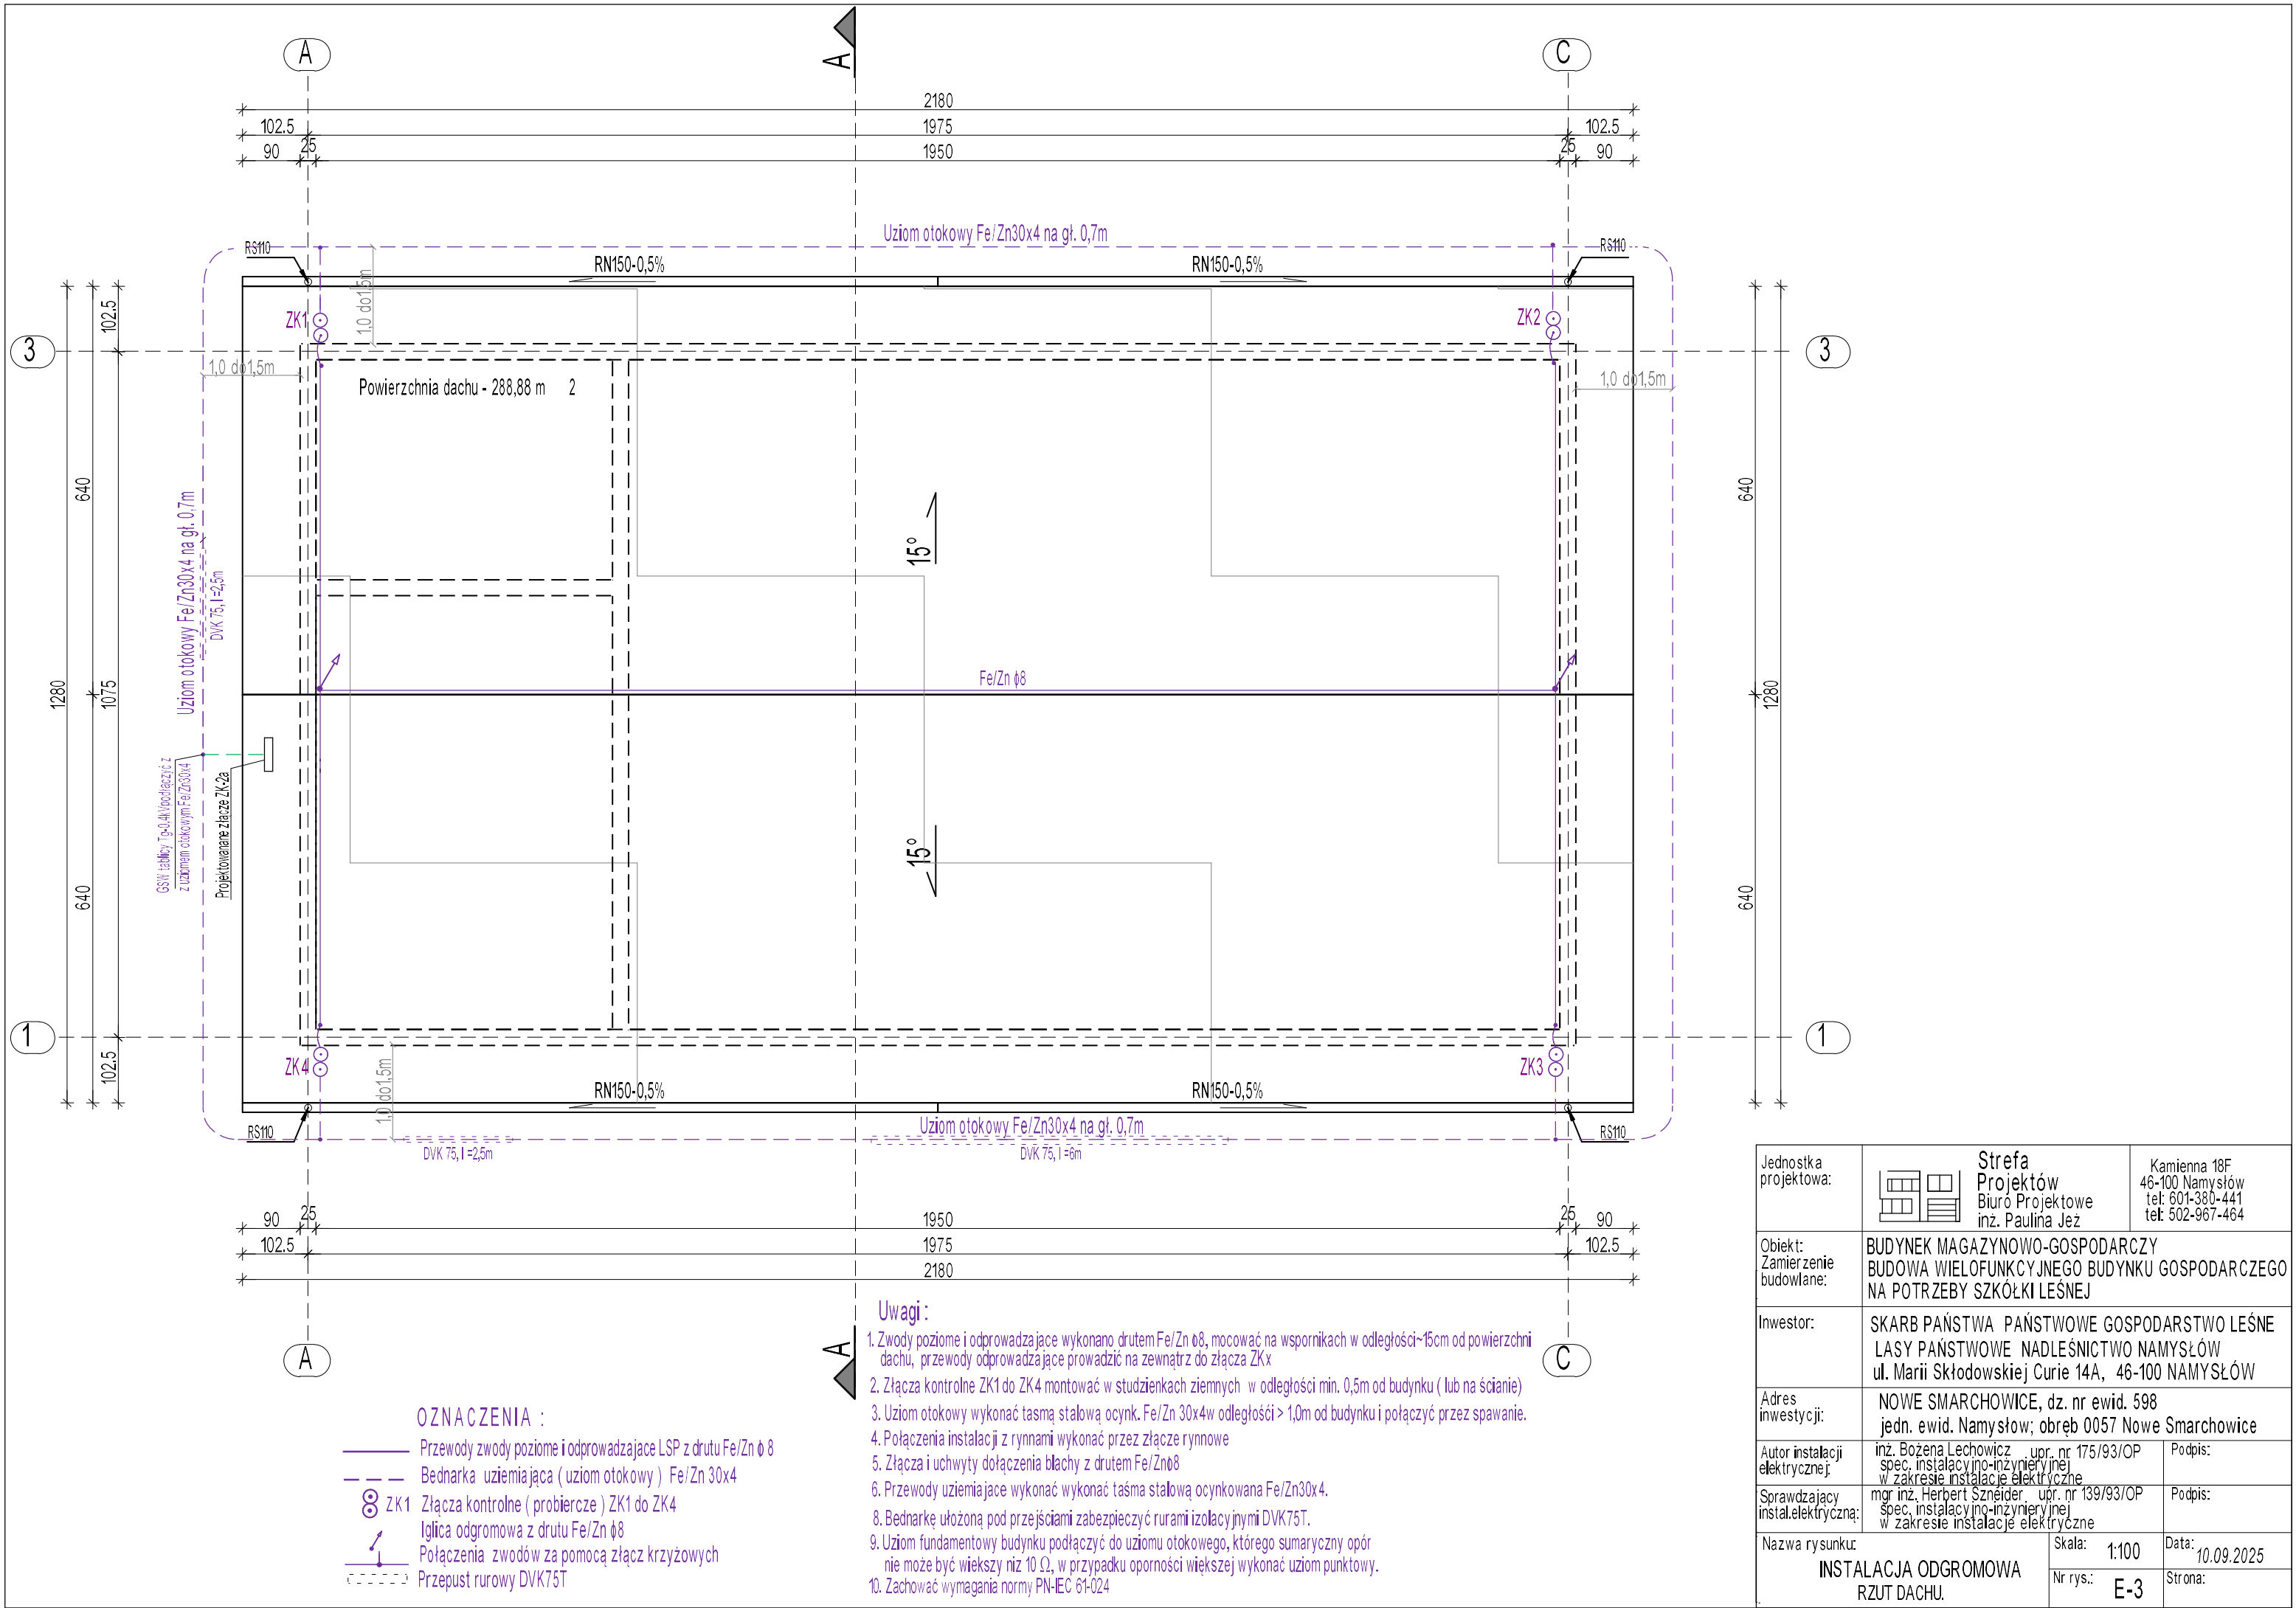 A
A
C
2180
102.5
1975
102.5
90
25
1950
25
90
Uziom otokowy Fe/Zn30x4 na gł. 0,7m
RS110
RS110
RN150-0,5%
RN150-0,5%
ZK1
1,0 do1,5m
ZK2
3
3
1,0 do1,5m
1,0 do1,5m
Powierzchnia dachu - 288,88 m 2
102.5
640
1280
1075
640
102.5
640
1280
640
Uziom otokowy Fe/Zn30x4 na gł. 0,7m
DVK 75, l =2,5m
15°
Fe/Zn ϕ8
GSW tablicy Tg-0,4kVpodłączyć z
z uziomem otokowymFe/Zn30x4
Projektowanane złącze ZK-2a
15°
1
1
ZK4
1,0 do1,5m
ZK3
RN150-0,5%
RN150-0,5%
RS110
RS110
Uziom otokowy Fe/Zn30x4 na gł. 0,7m
DVK 75, l =2,5m
DVK 75, l =6m
90
25
1950
25
90
102.5
1975
102.5
2180
A
A
C
OZNACZENIA :
Przewody zwody poziome i odprowadzajace LSP z drutu Fe/Zn ϕ 8
Bednarka uziemiająca ( uziom otokowy ) Fe/Zn 30x4
ZK1 Złącza kontrolne ( probiercze ) ZK1 do ZK4
Iglica odgromowa z drutu Fe/Zn ϕ8
Połączenia zwodów za pomocą złącz krzyżowych
Przepust rurowy DVK75T
Uwagi :
1. Zwody poziome i odprowadzajace wykonano drutem Fe/Zn ϕ8, mocować na wspornikach w odległości~15cm od powierzchni
dachu, przewody odprowadzające prowadzić na zewnątrz do złącza ZKx
2. Złącza kontrolne ZK1 do ZK4 montować w studzienkach ziemnych w odległości min. 0,5m od budynku ( lub na ścianie)
3. Uziom otokowy wykonać tasmą stalową ocynk. Fe/Zn 30x4w odległośći > 1,0m od budynku i połączyć przez spawanie.
4. Połączenia instalacji z rynnami wykonać przez złącze rynnowe
5. Złącza i uchwyty dołączenia blachy z drutem Fe/Znϕ8
6. Przewody uziemiajace wykonać wykonać taśma stalową ocynkowana Fe/Zn30x4.
8. Bednarkę ułożoną pod przejściami zabezpieczyć rurami izolacyjnymi DVK75T.
9. Uziom fundamentowy budynku podłączyć do uziomu otokowego, którego sumaryczny opór
nie może być wiekszy niz 10 Ω, w przypadku oporności większej wykonać uziom punktowy.
10. Zachować wymagania normy PN-IEC 61-024
Jednostka
projektowa:
Strefa
Projektów
Biuro Projektowe
inż. Paulina Jeż
Kamienna 18F
46-100 Namysłów
tel: 601-380-441
tel: 502-967-464
Obiekt:
Zamierzenie
budowlane:
BUDYNEK MAGAZYNOWO-GOSPODARCZY
BUDOWA WIELOFUNKCYJNEGO BUDYNKU GOSPODARCZEGO
NA POTRZEBY SZKÓŁKI LEŚNEJ
Inwestor:
SKARB PAŃSTWA PAŃSTWOWE GOSPODARSTWO LEŚNE
LASY PAŃSTWOWE NADLEŚNICTWO NAMYSŁÓW
ul. Marii Skłodowskiej Curie 14A, 46-100 NAMYSŁÓW
Adres
inwestycji:
NOWE SMARCHOWICE, dz. nr ewid. 598
jedn. ewid. Namysłów; obręb 0057 Nowe Smarchowice
Autor instalacji
elektrycznej:
inż. Bożena Lechowicz upr. nr 175/93/OP
spec. instalacyjno-inżynieryjnej
w zakresie instalacje elektryczne
Podpis:
Sprawdzający
instal.elektryczną:
mgr inż. Herbert Sznejder upr. nr 139/93/OP
spec. instalacyjno-inżynieryjnej
w zakresie instalacje elektryczne
Podpis:
Nazwa rysunku:
INSTALACJA ODGROMOWA
RZUT DACHU.
Skala: 1:100
Data: 10.09.2025
Nr rys.: E-3
Strona: